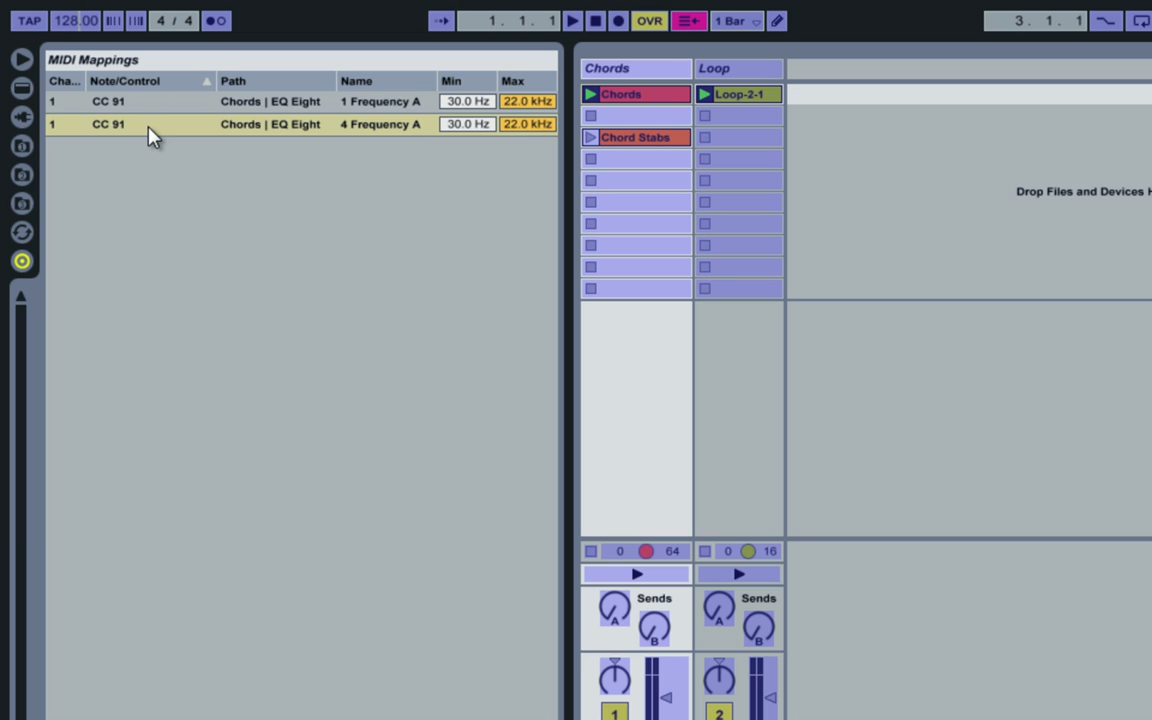 TAP 128.00 4 / 4 1. 1. 1 OVR 1 Bar 3. 1. 1
MIDI Mappings
Cha... Note/Control Path Name Min Max
1 CC 91 Chords | EQ Eight 1 Frequency A 30.0 Hz 22.0 kHz
1 CC 91 Chords | EQ Eight 4 Frequency A 30.0 Hz 22.0 kHz
Chords Loop
Chords Loop-2-1
Chord Stabs
Drop Files and Devices H
0 64 0 16
Sends Sends
A A
B B
1 2